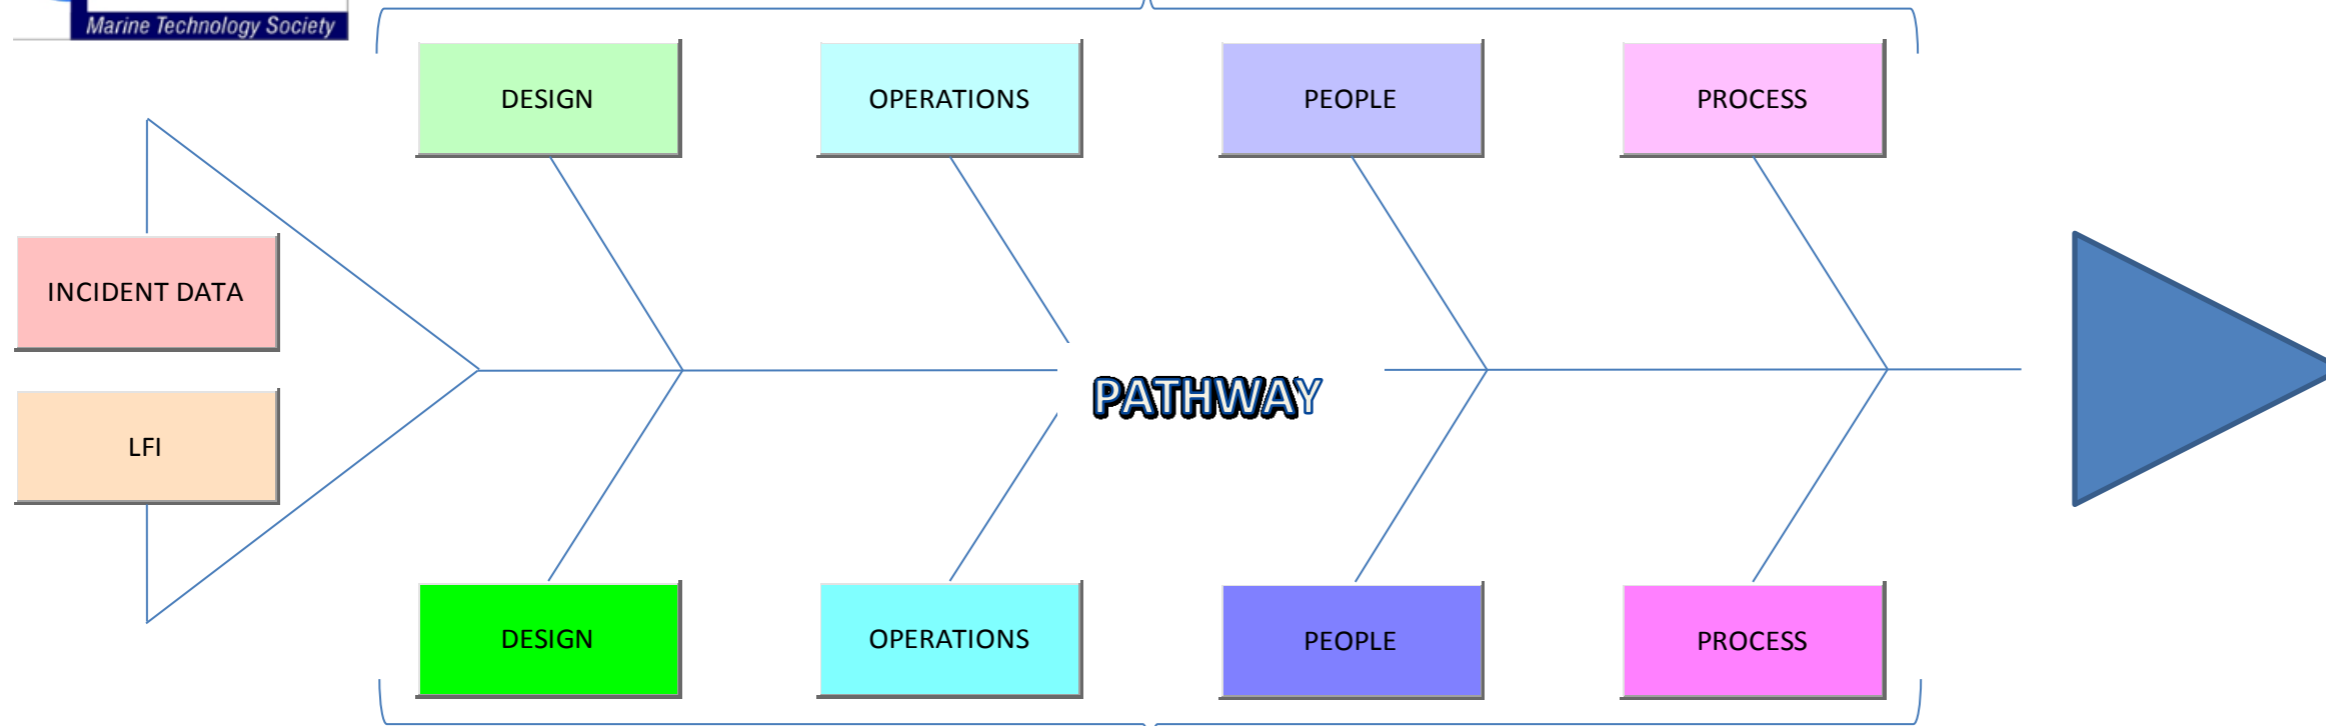 Marine Technology Society
DESIGN
OPERATIONS
PEOPLE
PROCESS
INCIDENT DATA
PATHWAY
LFI
DESIGN
OPERATIONS
PEOPLE
PROCESS